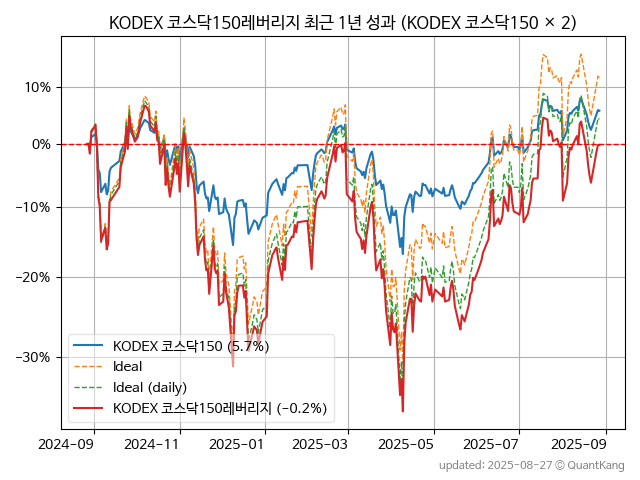 KODEX 코스닥150레버리지 최근 1년 성과 (KODEX 코스닥150 × 2)
10%
0%
−10%
−20%
−30%
KODEX 코스닥150 (5.7%)
Ideal
Ideal (daily)
KODEX 코스닥150레버리지 (−0.2%)
2024-09
2024-11
2025-01
2025-03
2025-05
2025-07
2025-09
updated: 2025-08-27 © QuantKang